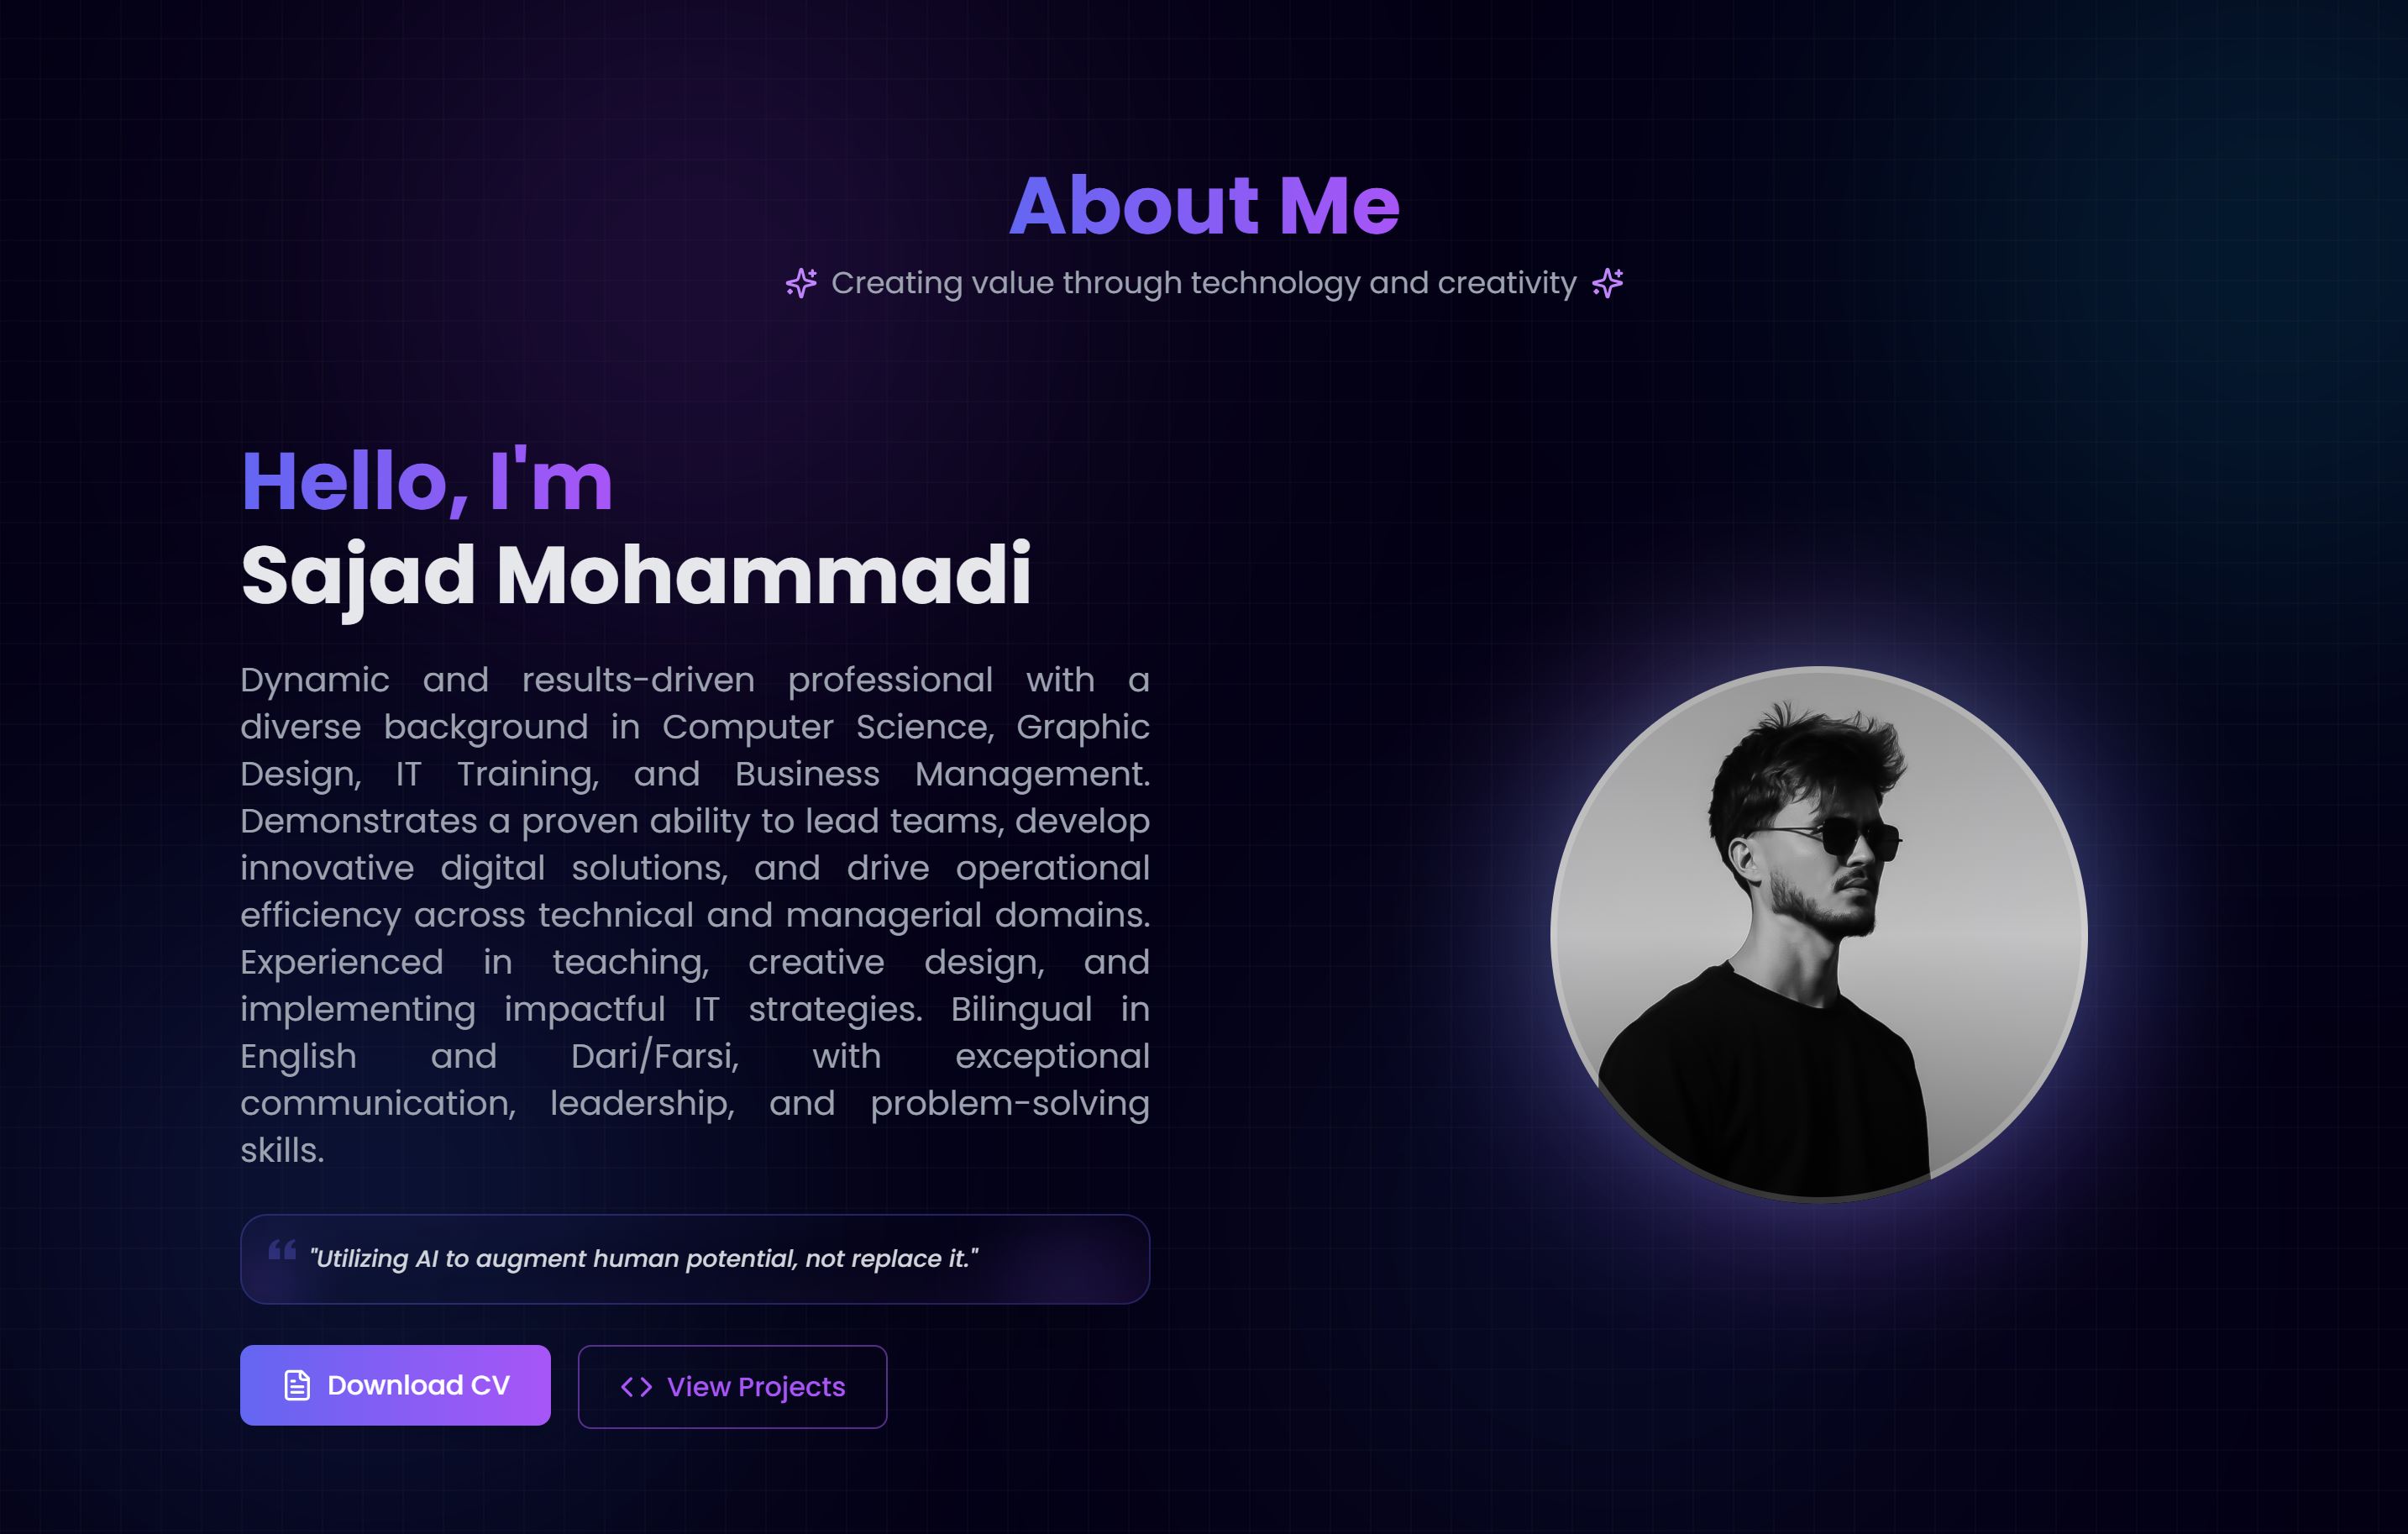 About Me
Creating value through technology and creativity
Hello, I'm
Sajad Mohammadi
Dynamic and results-driven professional with a
diverse background in Computer Science, Graphic
Design, IT Training, and Business Management.
Demonstrates a proven ability to lead teams, develop
innovative digital solutions, and drive operational
efficiency across technical and managerial domains.
Experienced in teaching, creative design, and
implementing impactful IT strategies. Bilingual in
English and Dari/Farsi, with exceptional
communication, leadership, and problem-solving
skills.
"Utilizing AI to augment human potential, not replace it."
Download CV
View Projects